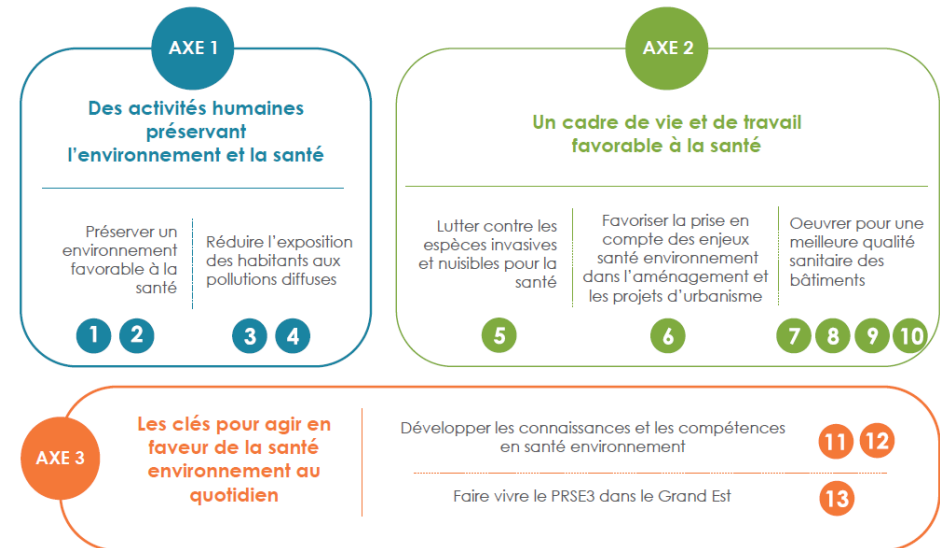 AXE 1
Des activités humaines
préservant
l'environnement et la santé
Préserver un
environnement
favorable à la
santé
1 2
Réduire l'exposition
des habitants aux
pollutions diffuses
3 4
AXE 2
Un cadre de vie et de travail
favorable à la santé
Lutter contre les
espèces invasives
et nuisibles pour la
santé
5
Favoriser la prise en
compte des enjeux
santé environnement
dans l'aménagement et
les projets d'urbanisme
6
Oeuvrer pour une
meilleure qualité
sanitaire des
bâtiments
7 8 9 10
AXE 3
Les clés pour agir en
faveur de la santé
environnement au
quotidien
Développer les connaissances et les compétences
en santé environnement
11 12
Faire vivre le PRSE3 dans le Grand Est
13